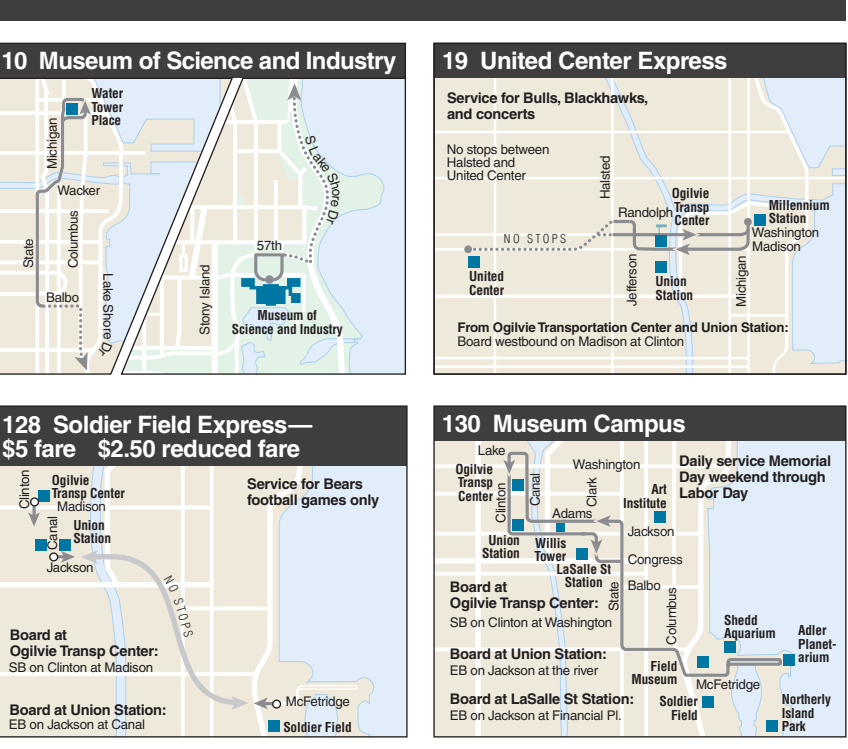 10 Museum of Science and Industry
Water
Tower
Place
Michigan
Wacker
State
Columbus
Balbo
Lake Shore Dr
S Lake Shore Dr
57th
Stony Island
Museum of
Science and Industry
19 United Center Express
Service for Bulls, Blackhawks,
and concerts
No stops between
Halsted and
United Center
Halsted
Ogilvie
Transp
Center
Randolph
Millennium
Station
Washington
Madison
NO STOPS
United
Center
Jefferson
Union
Station
Michigan
From Ogilvie Transportation Center and Union Station:
Board westbound on Madison at Clinton
128 Soldier Field Express—
$5 fare $2.50 reduced fare
Clinton
Ogilvie
Transp Center
Madison
Canal
Union
Station
Jackson
Service for Bears
football games only
NO STOPS
Board at
Ogilvie Transp Center:
SB on Clinton at Madison
Board at Union Station:
EB on Jackson at Canal
McFetridge
Soldier Field
130 Museum Campus
Lake
Ogilvie
Transp
Center
Clinton
Canal
Washington
Clark
Daily service Memorial
Day weekend through
Labor Day
Art
Institute
Adams
Jackson
Union
Station
Willis
Tower
LaSalle St
Station
Congress
State
Balbo
Columbus
Board at
Ogilvie Transp Center:
SB on Clinton at Washington
Board at Union Station:
EB on Jackson at the river
Board at LaSalle St Station:
EB on Jackson at Financial Pl.
Shedd
Aquarium
Adler
Planet-
arium
Field
Museum
McFetridge
Soldier
Field
Northerly
Island
Park